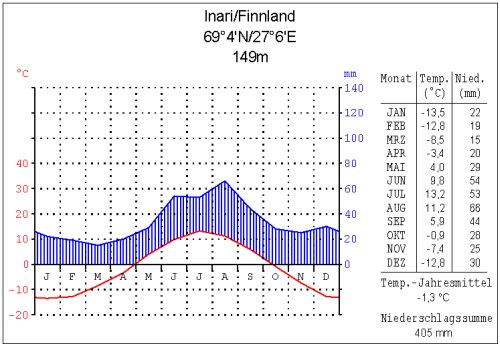 Inari/Finnland
69°4'N/27°6'E
149m
°C
mm
140
120
100
40 80
30 60
20 40
10 20
0 0
J F M A M J J A S O N D
-10
-20
Monat Temp. Nied.
(°C) (mm)
JAN -13,5 22
FEB -12,8 19
MRZ -8,5 15
APR -3,4 20
MAI 4,0 29
JUN 9,8 54
JUL 13,2 53
AUG 11,2 66
SEP 5,9 44
OKT -0,9 28
NOV -7,4 25
DEZ -12,8 30
Temp.-Jahresmittel
-1,3 °C
Niederschlagssumme
405 mm